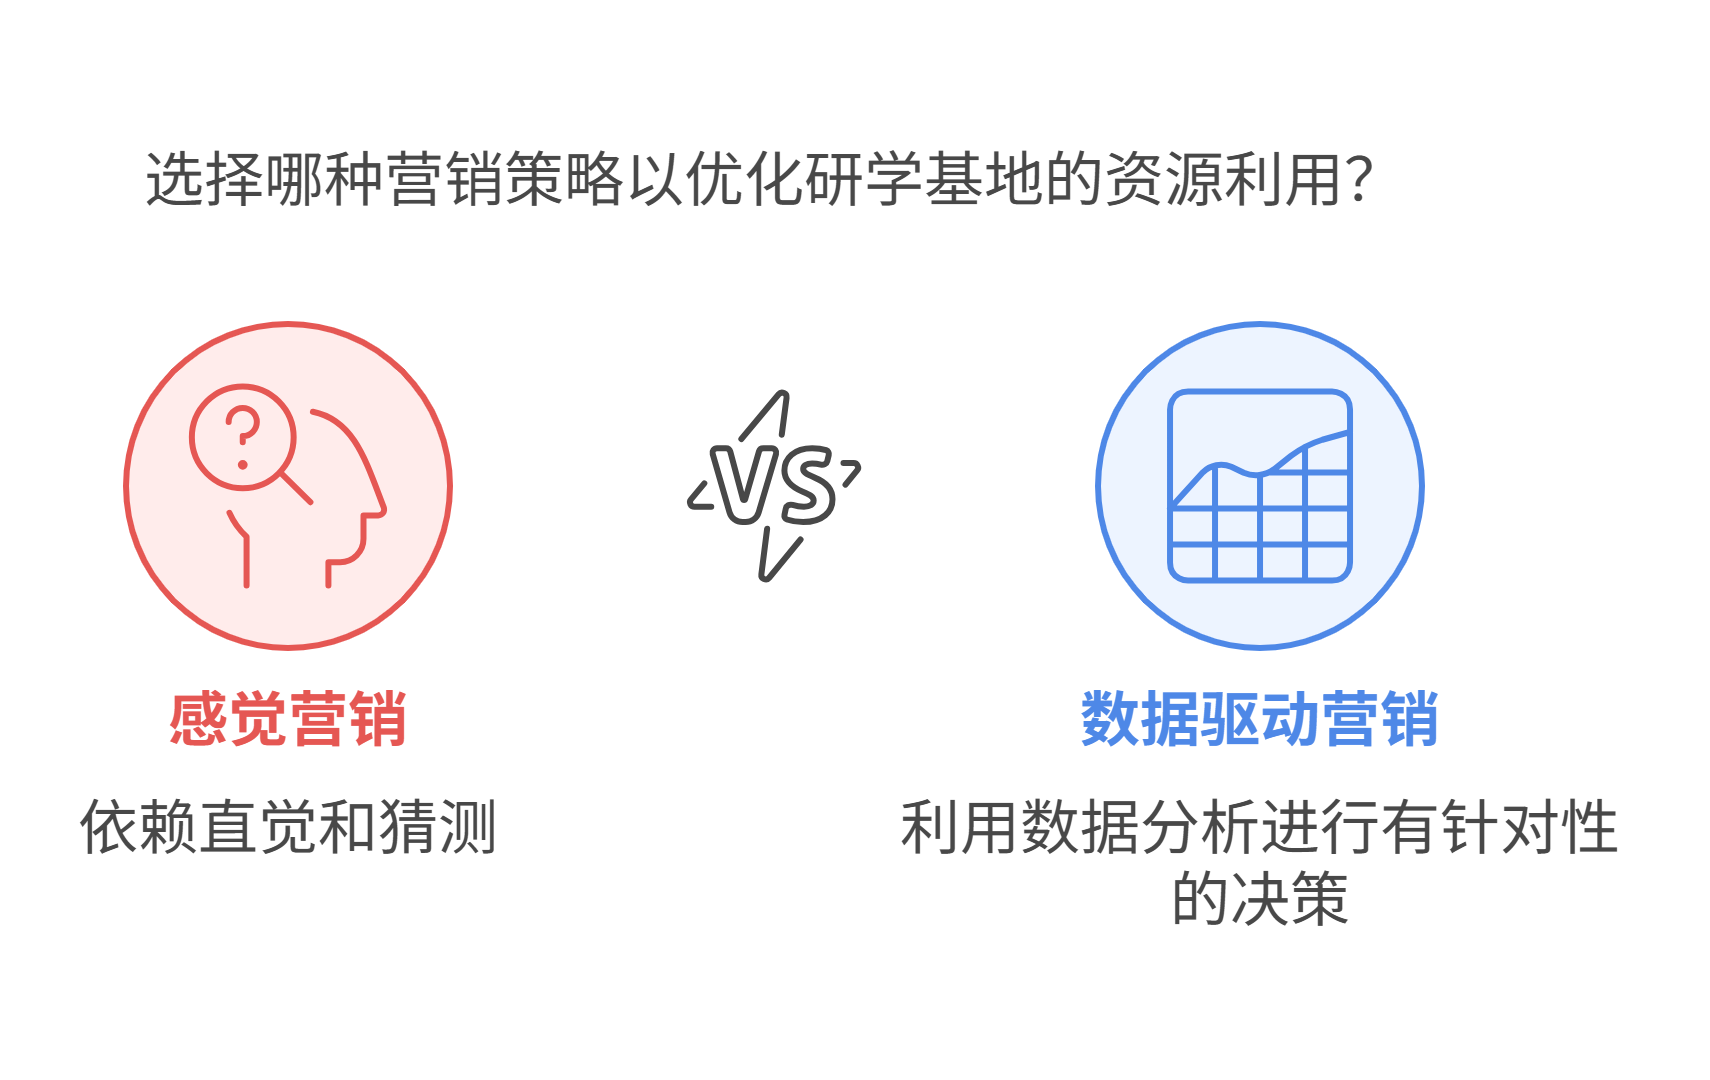 选择哪种营销策略以优化研学基地的资源利用？
?
VS
感觉营销
数据驱动营销
依赖直觉和猜测
利用数据分析进行有针对性
的决策